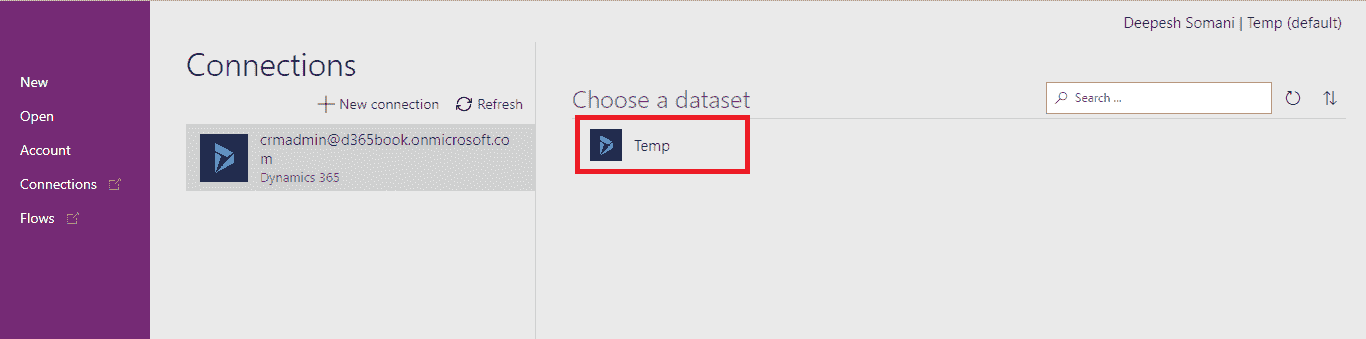 Deepesh Somani | Temp (default)
New
Open
Account
Connections
Flows
Connections
New connection
Refresh
crmadmin@d365book.onmicrosoft.co
m
Dynamics 365
Choose a dataset
Search ...
Temp